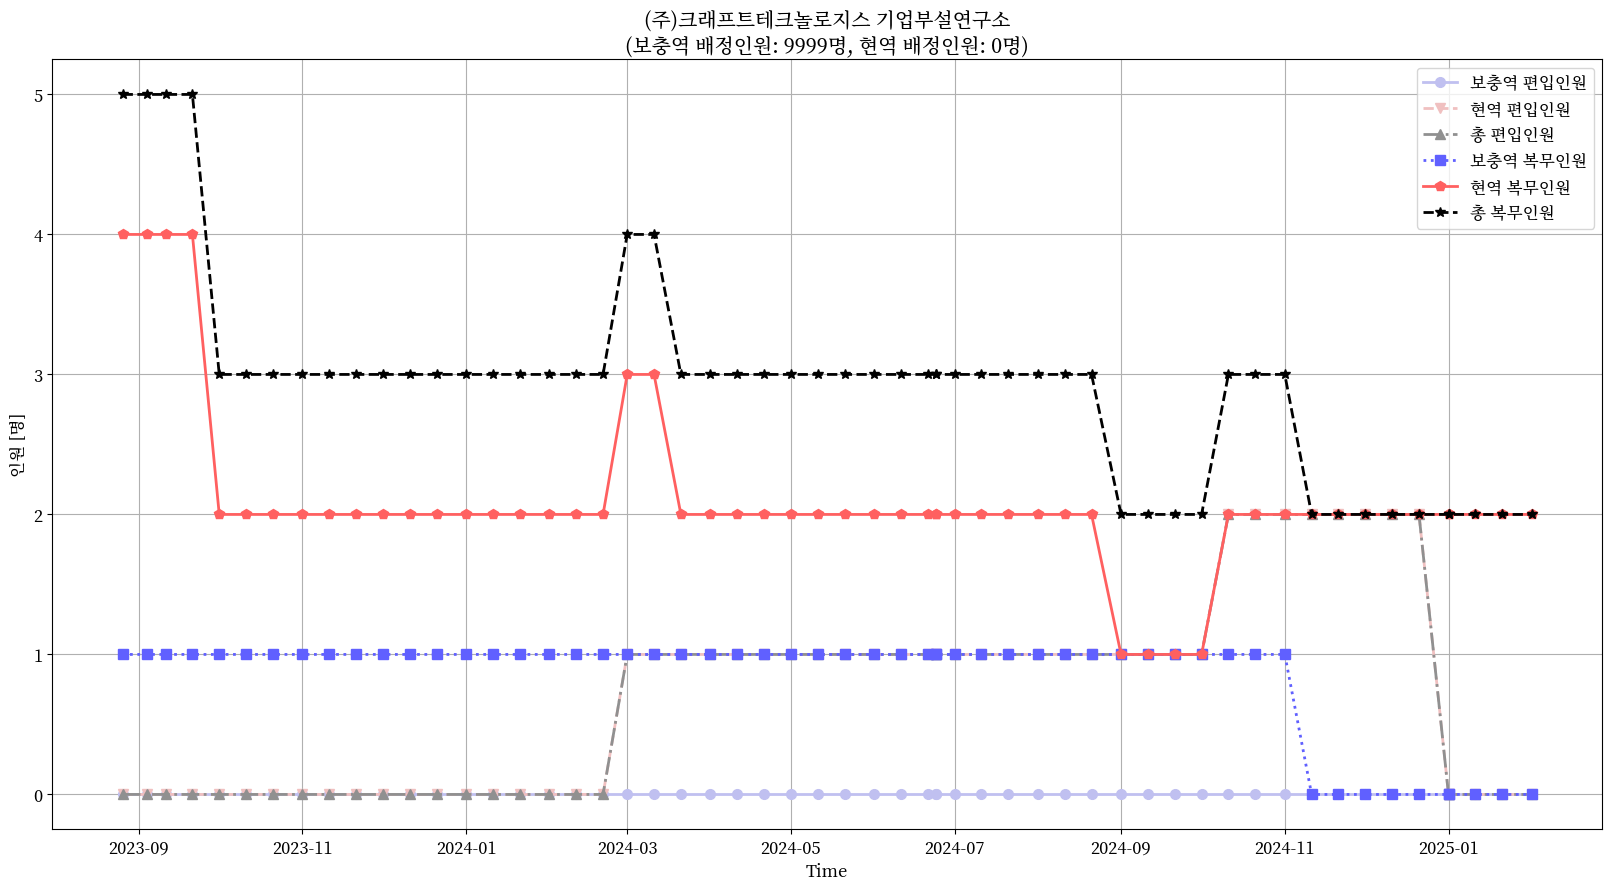 (주)크래프트테크놀로지스 기업부설연구소
(보충역 배정인원: 9999명, 현역 배정인원: 0명)
보충역 편입인원
현역 편입인원
총 편입인원
보충역 복무인원
현역 복무인원
총 복무인원
인원 [명]
5
4
3
2
1
0
2023-09 2023-11 2024-01 2024-03 2024-05 2024-07 2024-09 2024-11 2025-01
Time